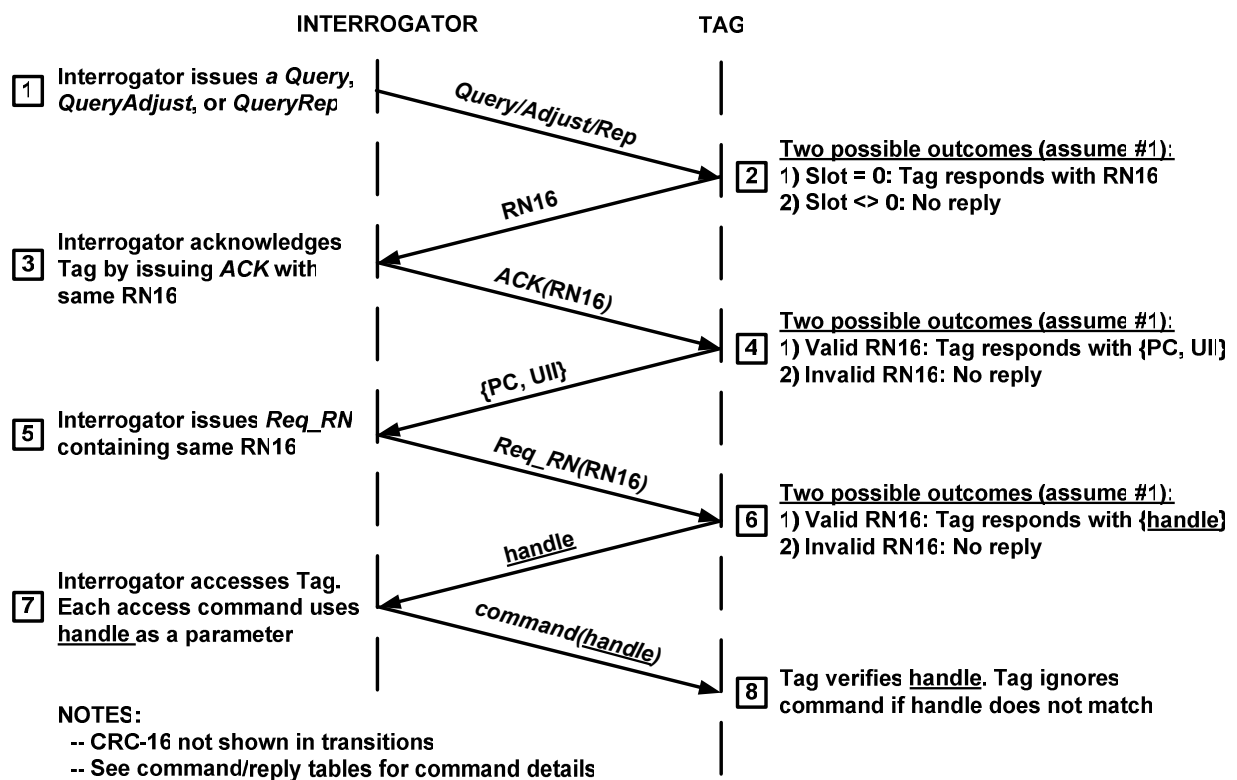 INTERROGATOR
TAG
1
Interrogator issues a Query,
QueryAdjust, or QueryRep
Query/Adjust/Rep
2
Two possible outcomes (assume #1):
1) Slot = 0: Tag responds with RN16
2) Slot <> 0: No reply
RN16
3
Interrogator acknowledges
Tag by issuing ACK with
same RN16
ACK(RN16)
4
Two possible outcomes (assume #1):
1) Valid RN16: Tag responds with {PC, UII}
2) Invalid RN16: No reply
{PC, UII}
5
Interrogator issues Req_RN
containing same RN16
Req_RN(RN16)
6
Two possible outcomes (assume #1):
1) Valid RN16: Tag responds with {handle}
2) Invalid RN16: No reply
handle
7
Interrogator accesses Tag.
Each access command uses
handle as a parameter
command(handle)
8
Tag verifies handle. Tag ignores
command if handle does not match
NOTES:
-- CRC-16 not shown in transitions
-- See command/reply tables for command details